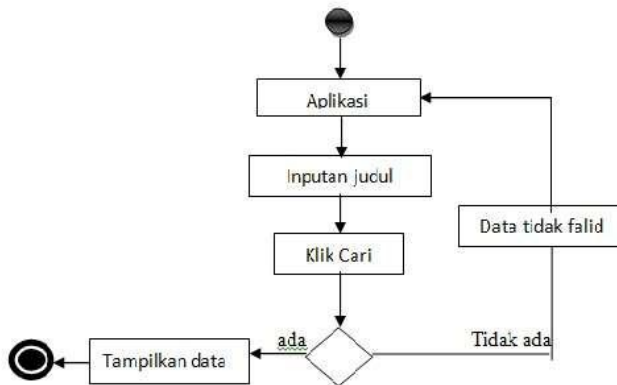 Aplikasi
Inputan judul
Data tidak falid
Klik Cari
ada
Tidak ada
Tampilkan data